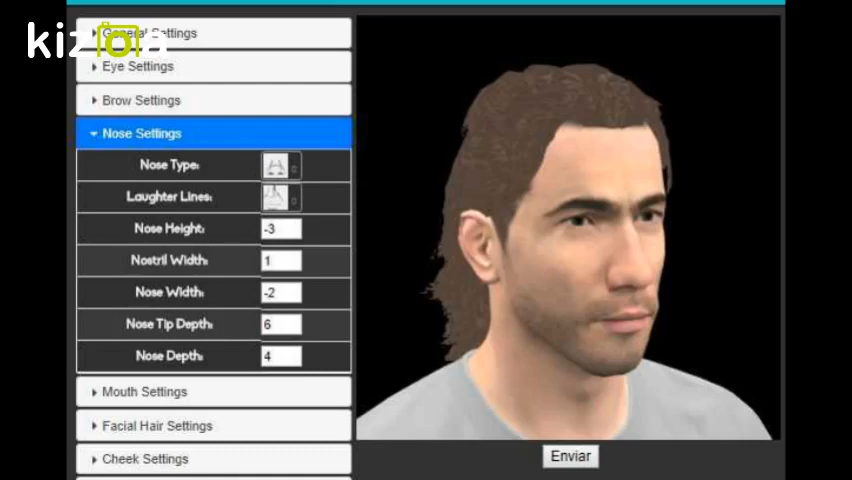 kizoa
General Settings
Eye Settings
Brow Settings
Nose Settings
Nose Type:
Laughter Lines:
Nose Height: -3
Nostril Width: 1
Nose Width: -2
Nose Tip Depth: 6
Nose Depth: 4
Mouth Settings
Facial Hair Settings
Cheek Settings
Enviar